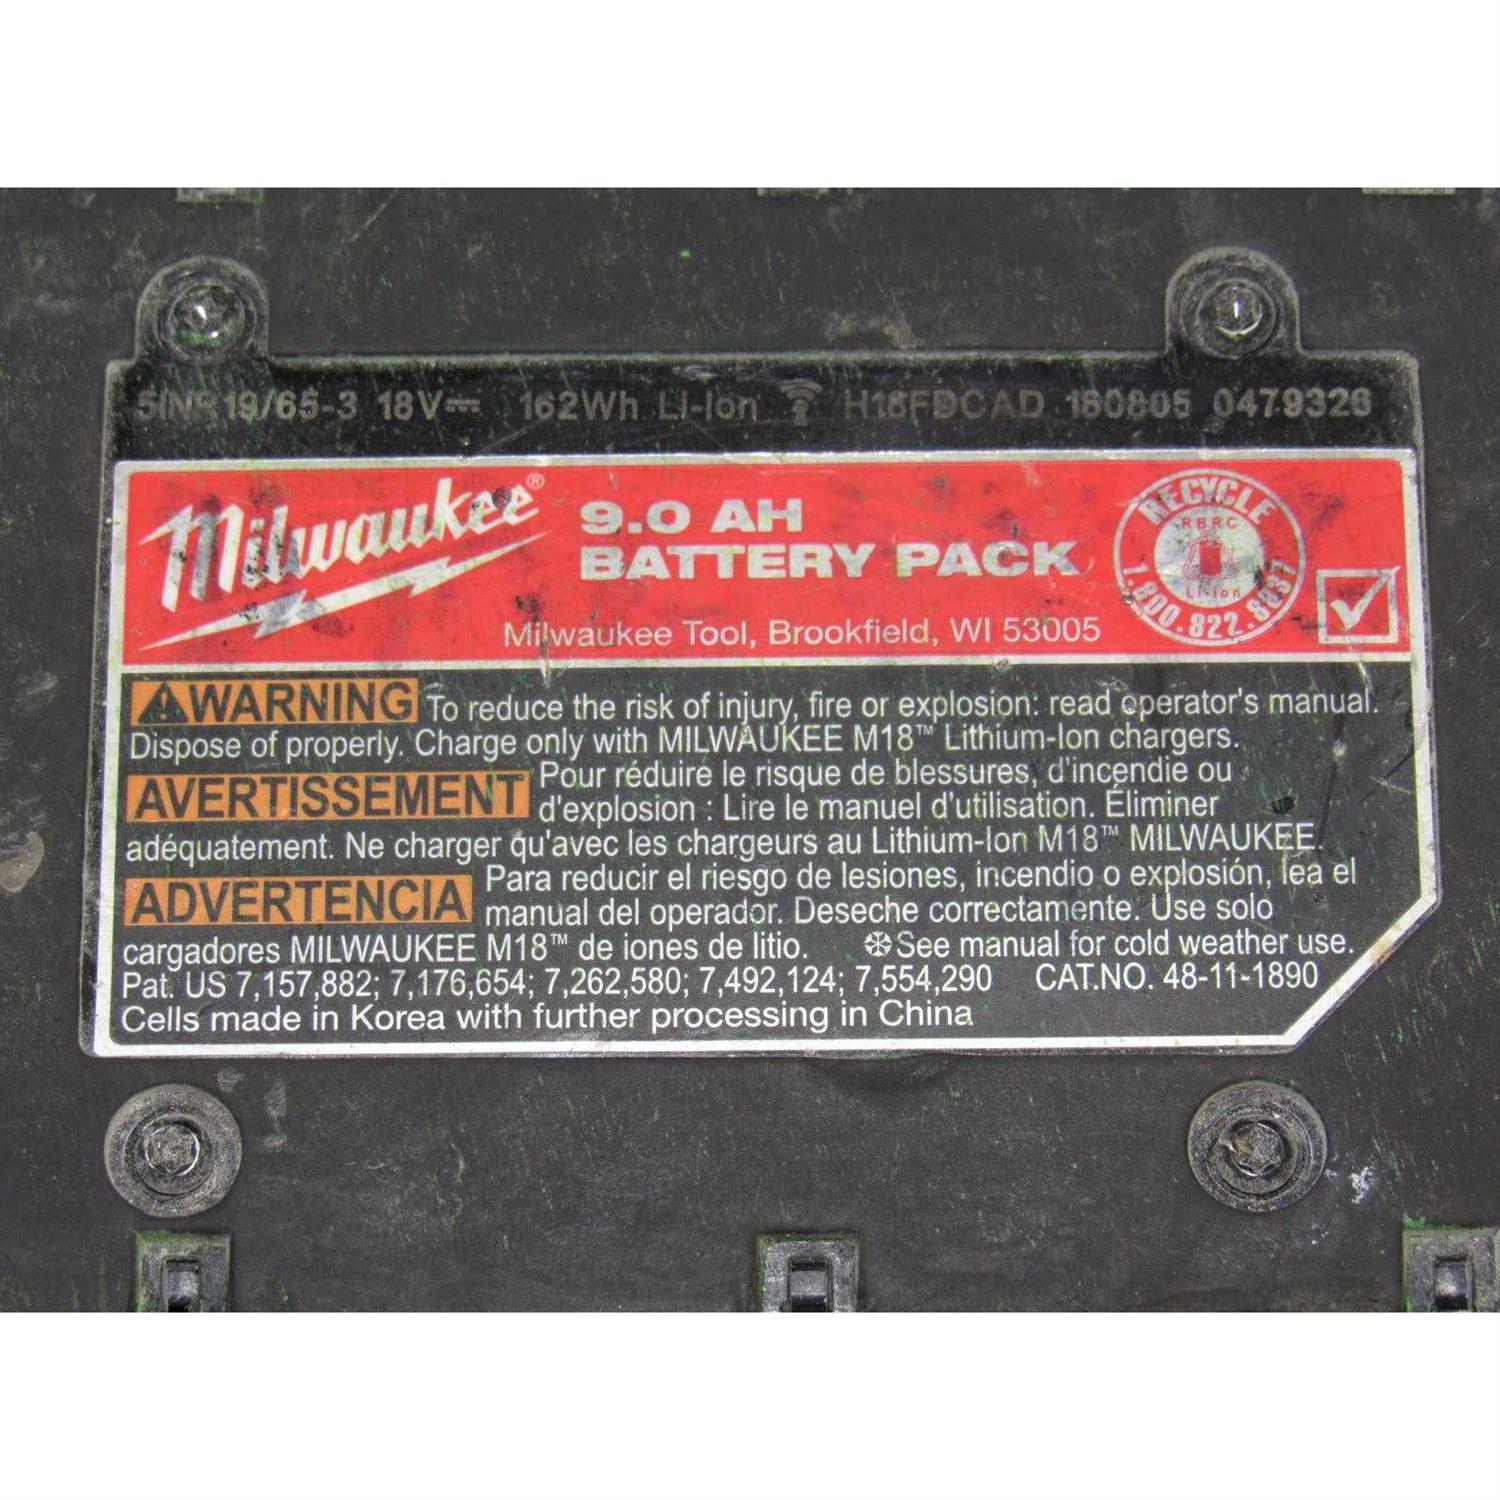 19/65-3 18V⎓ 162Wh Li-Ion 0479326
Milwaukee®
9.0 AH
BATTERY PACK
Milwaukee Tool, Brookfield, WI 53005
RECYCLE
RBRC
Li-Ion
1.800.822.8837
⚠WARNING To reduce the risk of injury, fire or explosion: read operator's manual.
Dispose of properly. Charge only with MILWAUKEE M18™ Lithium-Ion chargers.
AVERTISSEMENT Pour réduire le risque de blessures, d'incendie ou
d'explosion : Lire le manuel d'utilisation. Éliminer
adéquatement. Ne charger qu'avec les chargeurs au Lithium-Ion M18™ MILWAUKEE.
ADVERTENCIA Para reducir el riesgo de lesiones, incendio o explosión, lea el
manual del operador. Deseche correctamente. Use solo
cargadores MILWAUKEE M18™ de iones de litio. ❄See manual for cold weather use.
Pat. US 7,157,882; 7,176,654; 7,262,580; 7,492,124; 7,554,290 CAT.NO. 48-11-1890
Cells made in Korea with further processing in China